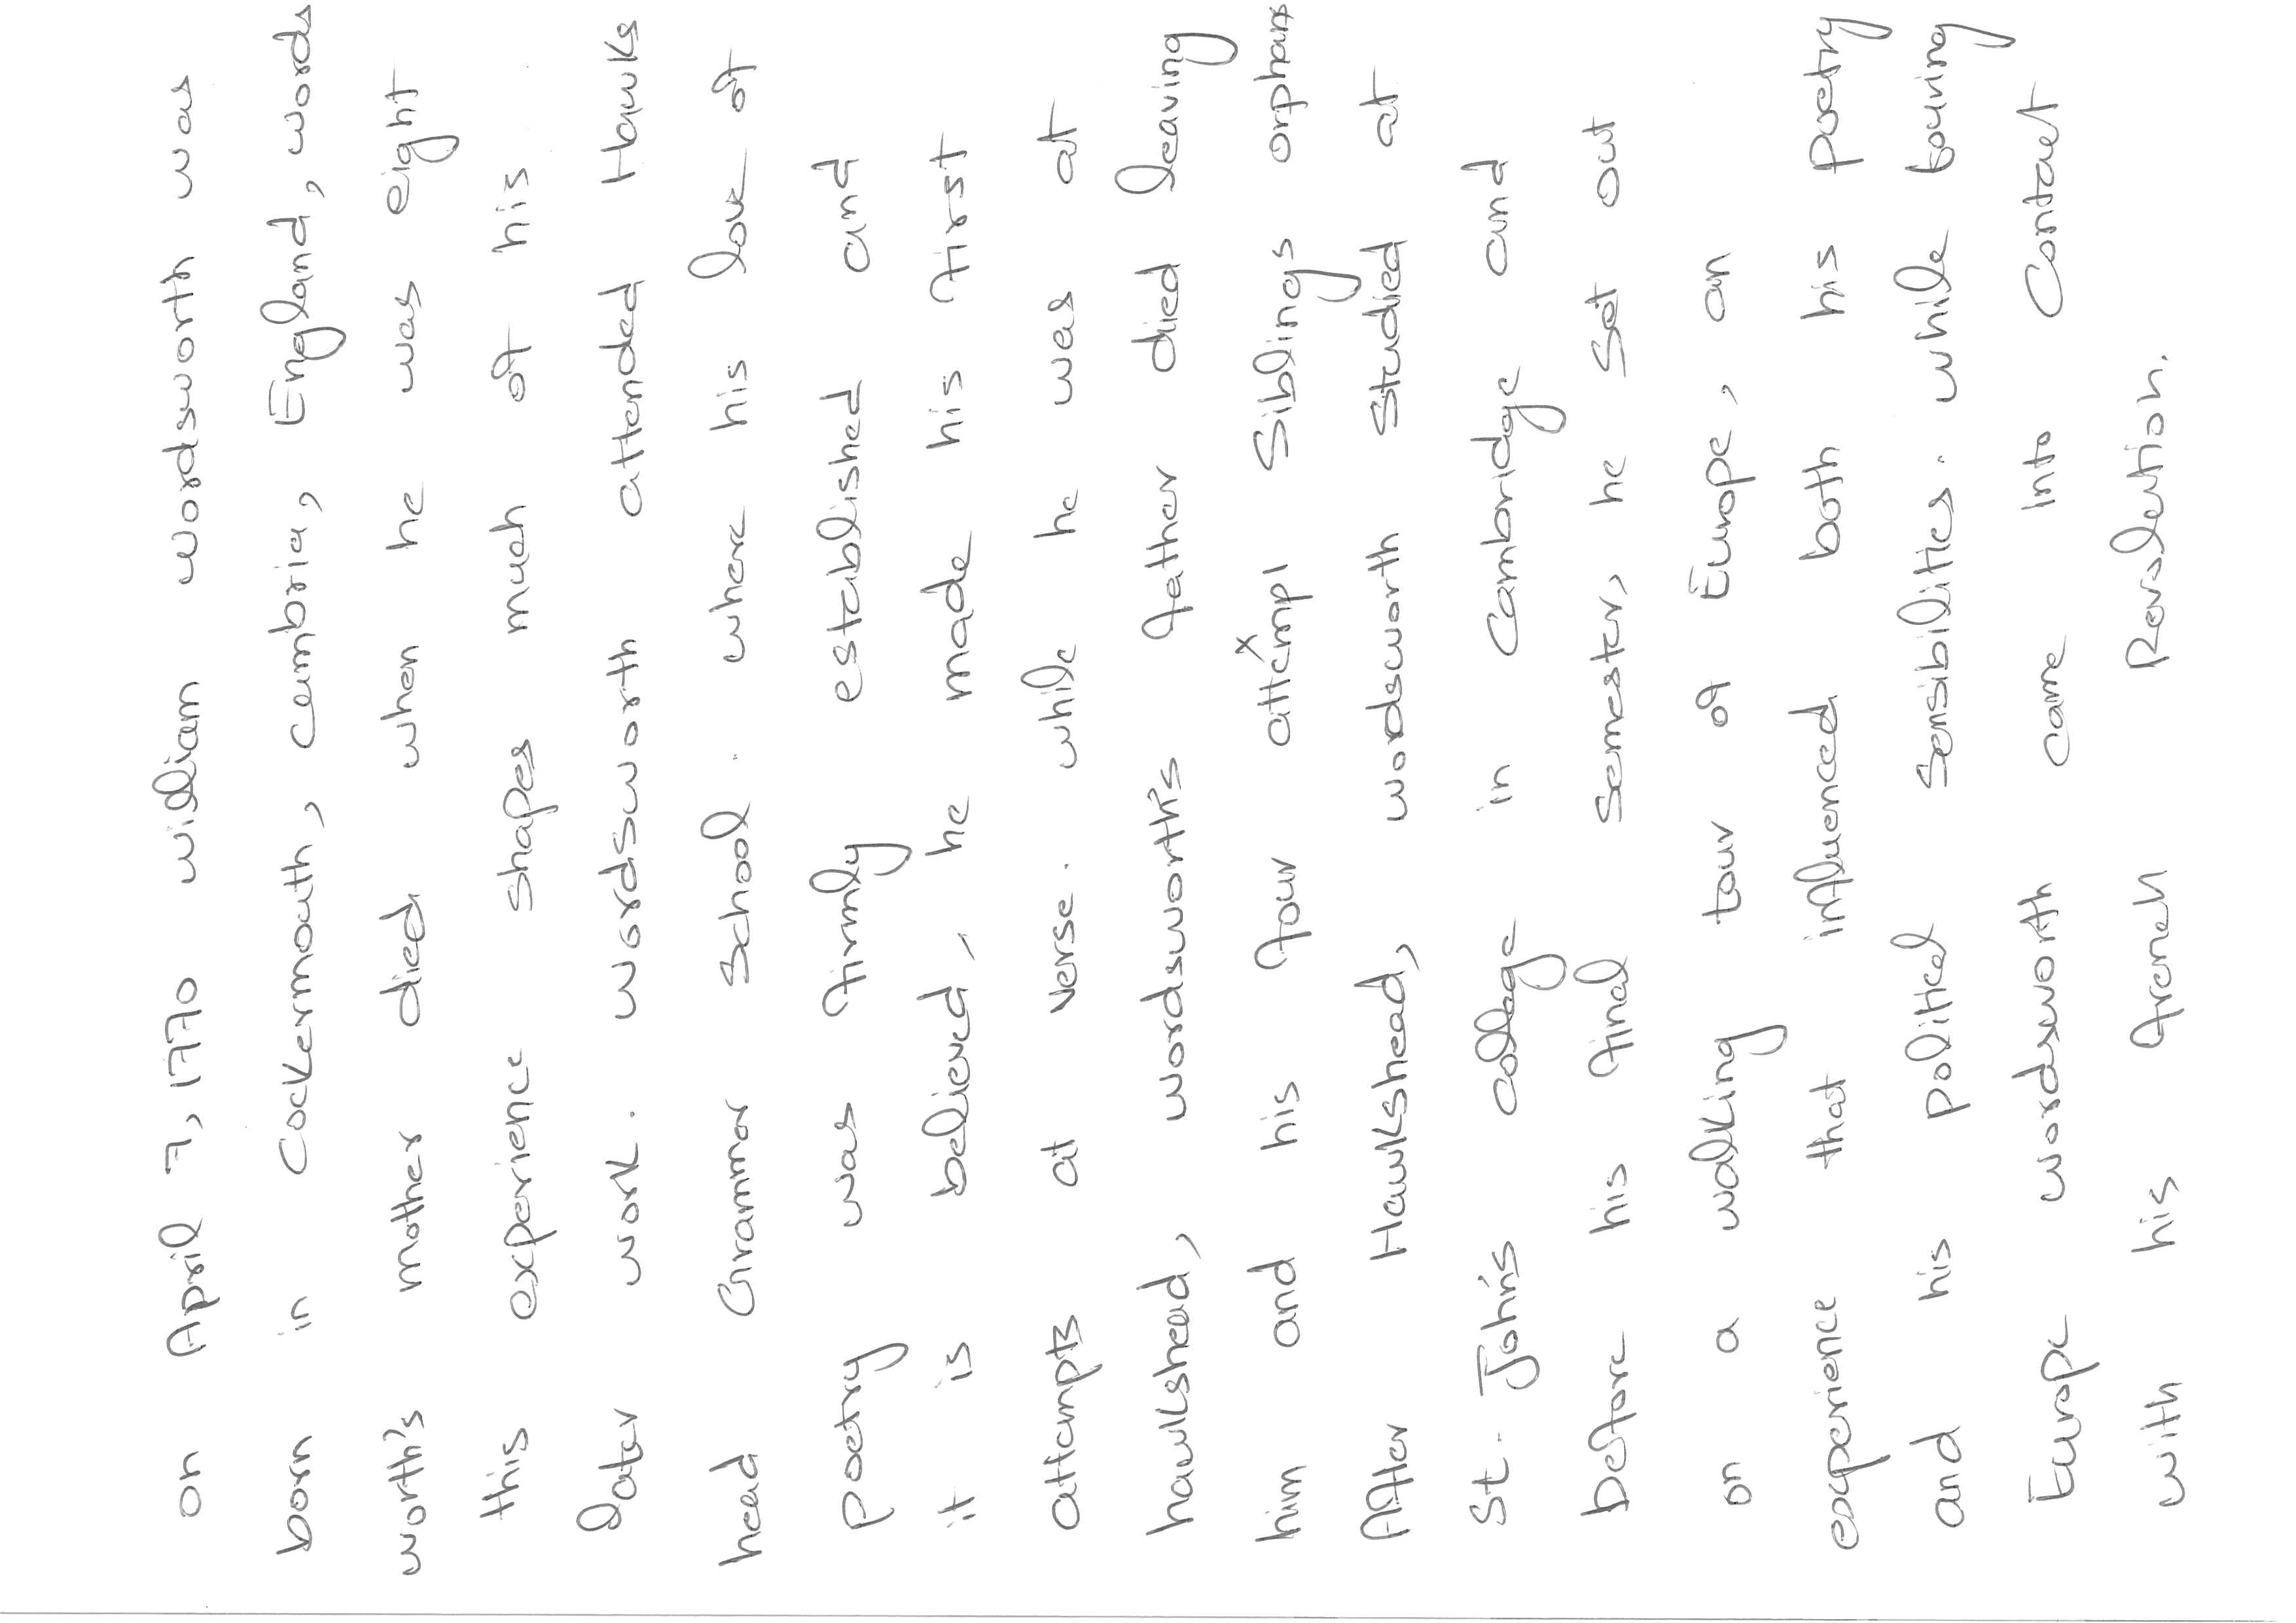 on April 7, 1770 william wordsworth was
born in Cockermouth, cumbria, England, words
worth's mother died when he was eight
this experience shapes much of his
later work. wordsworth attended Hawks
head Grammar School. where his love of
poetry was firmly established and
it is believed, he made his first
attempts at verse. while he was at
hawkshead, wordsworth's father died leaving
him and his four attempt Siblings orphans
After Hawkshead, wordsworth studied at
St. John's college in Cambridge and
before his final semester, he set out
on a walking tour of Europe, an
experience that influenced both his poetry
and his political sensibilities. while touring
Europe wordsworth came into Contact
with his french Revolution.